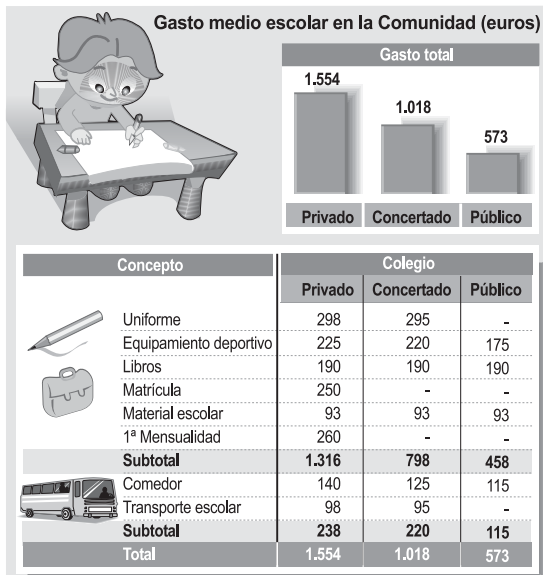 Gasto medio escolar en la Comunidad (euros)
Gasto total
1.554
1.018
573
Privado Concertado Público
Concepto Colegio
Privado Concertado Público
Uniforme 298 295 -
Equipamiento deportivo 225 220 175
Libros 190 190 190
Matrícula 250 - -
Material escolar 93 93 93
1ª Mensualidad 260 - -
Subtotal 1.316 798 458
Comedor 140 125 115
Transporte escolar 98 95 -
Subtotal 238 220 115
Total 1.554 1.018 573